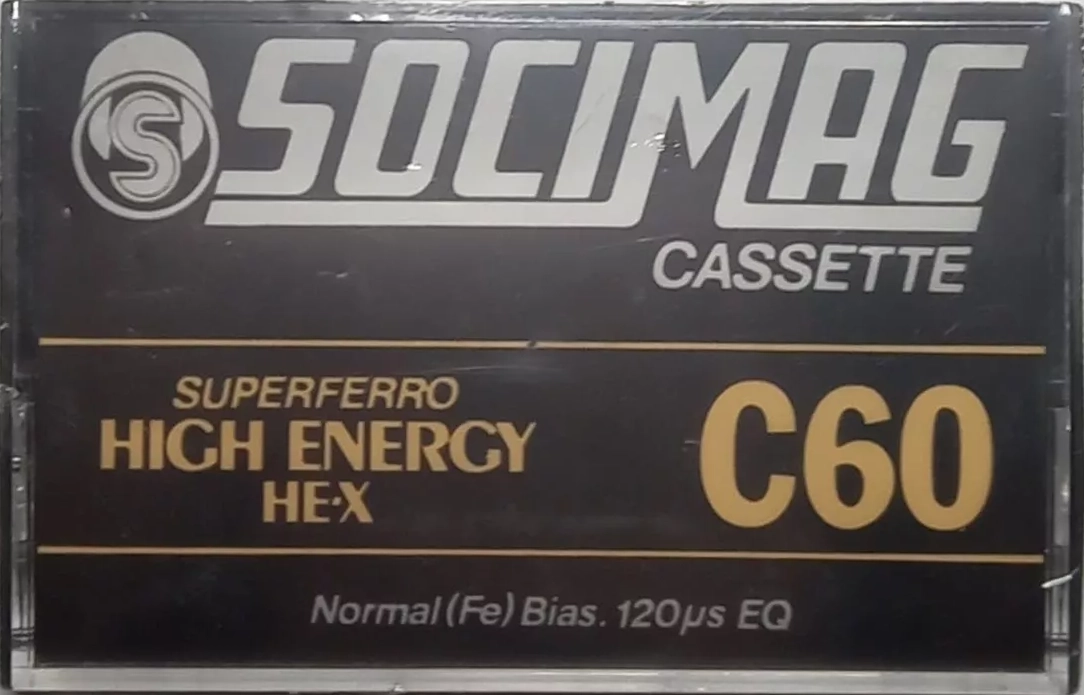 S SOCIMAG
CASSETTE
SUPERFERRO
HIGH ENERGY
HE·X
C60
Normal (Fe) Bias. 120µs EQ